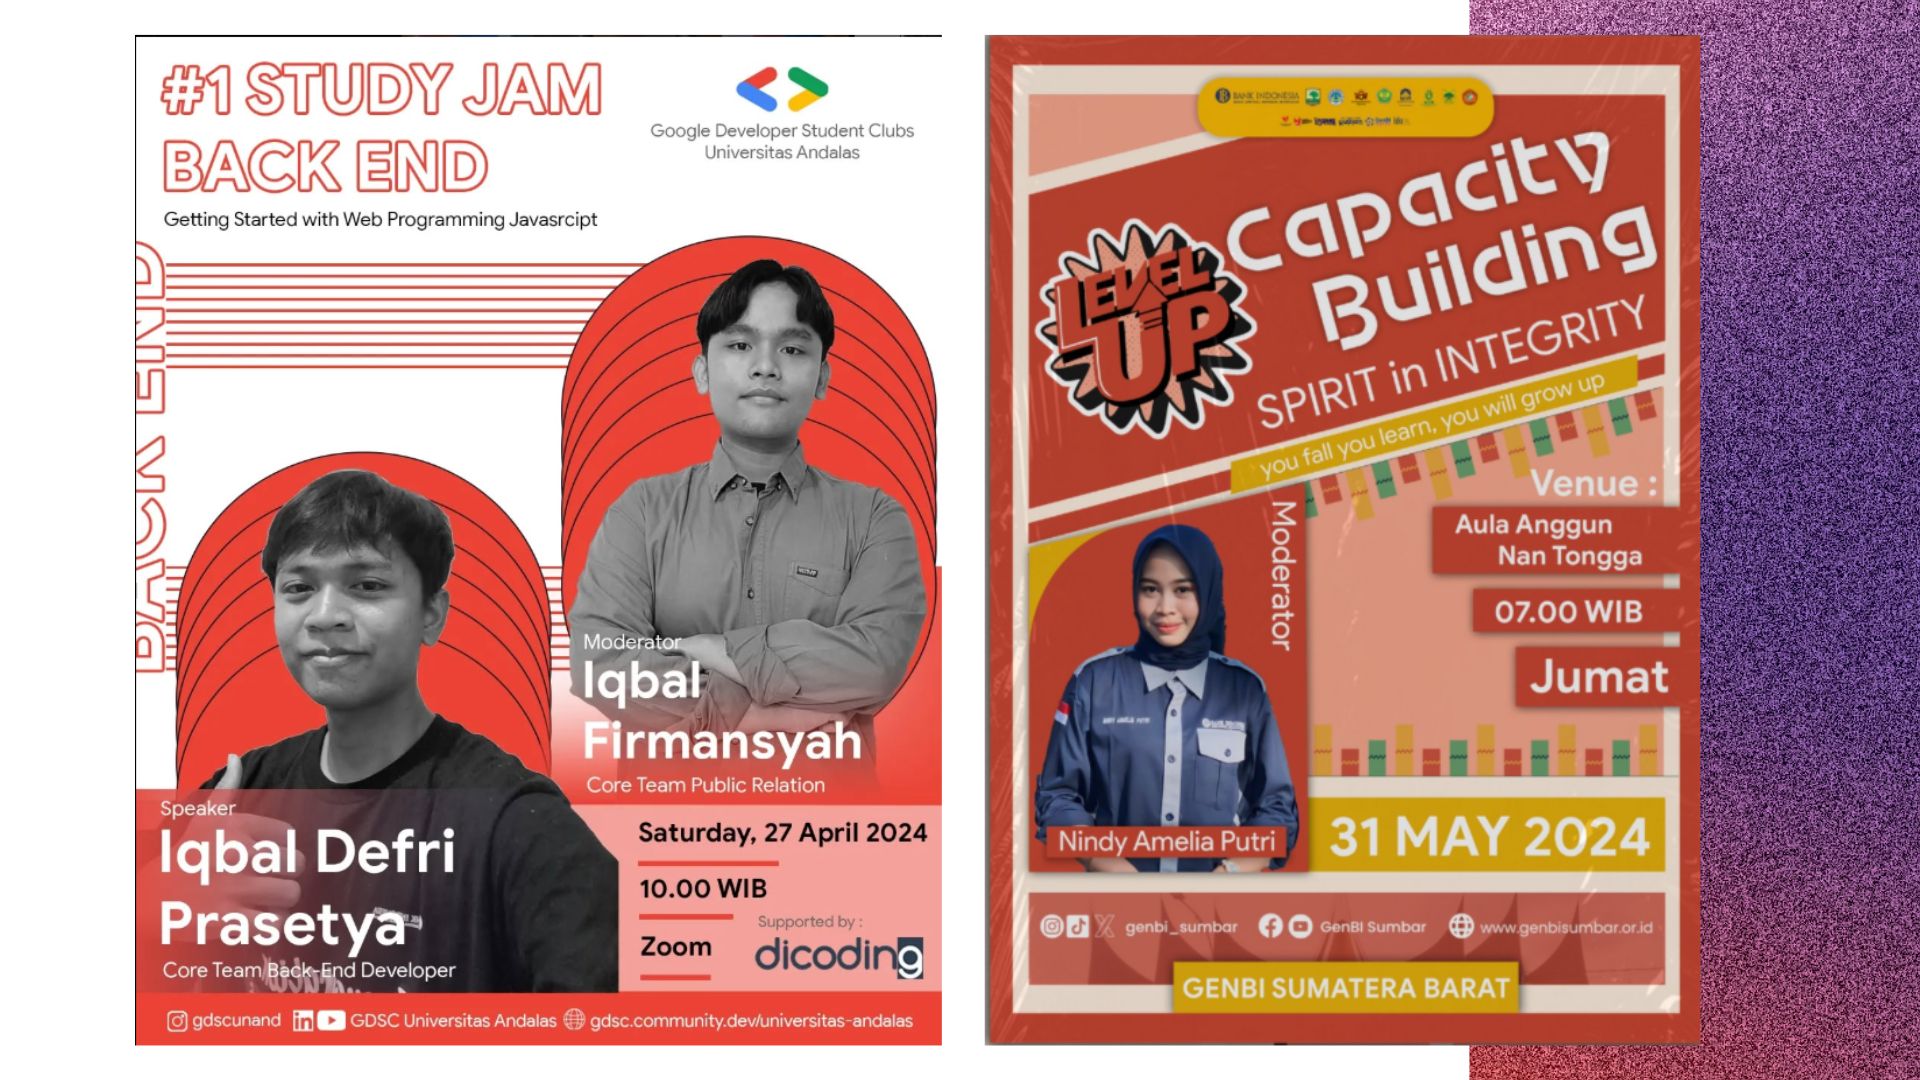 #1 STUDY JAM
BACK END
Getting Started with Web Programming Javasrcipt
Google Developer Student Clubs
Universitas Andalas
BACK END
Moderator
Iqbal
Firmansyah
Core Team Public Relation
Speaker
Iqbal Defri
Prasetya
Core Team Back-End Developer
Saturday, 27 April 2024
10.00 WIB
Zoom
Supported by :
dicoding
gdscunand
GDSC Universitas Andalas
gdsc.community.dev/universitas-andalas
BANK INDONESIA
Capacity
Building
LEVEL
UP
SPIRIT in INTEGRITY
you fall you learn, you will grow up
Venue :
Aula Anggun
Nan Tongga
07.00 WIB
Jumat
Moderator
Nindy Amelia Putri
31 MAY 2024
genbi_sumbar
GenBI Sumbar
www.genbisumbar.or.id
GENBI SUMATERA BARAT